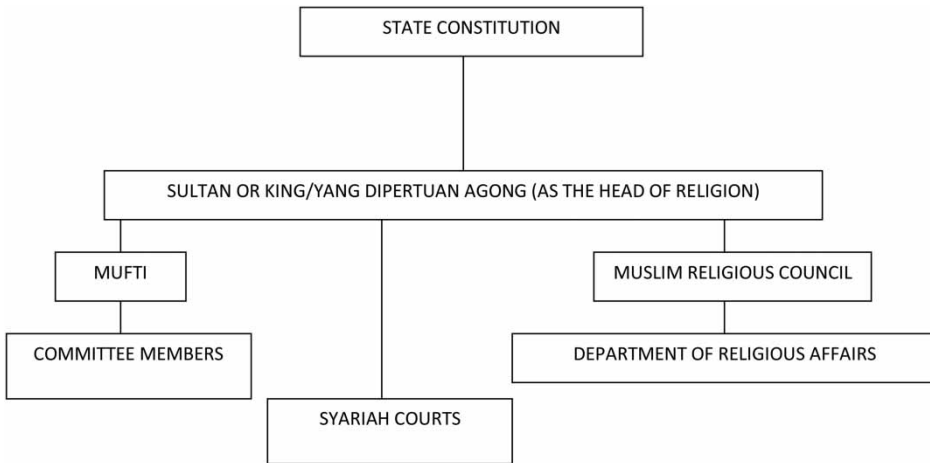 STATE CONSTITUTION
SULTAN OR KING/YANG DIPERTUAN AGONG (AS THE HEAD OF RELIGION)
MUFTI
MUSLIM RELIGIOUS COUNCIL
COMMITTEE MEMBERS
DEPARTMENT OF RELIGIOUS AFFAIRS
SYARIAH COURTS